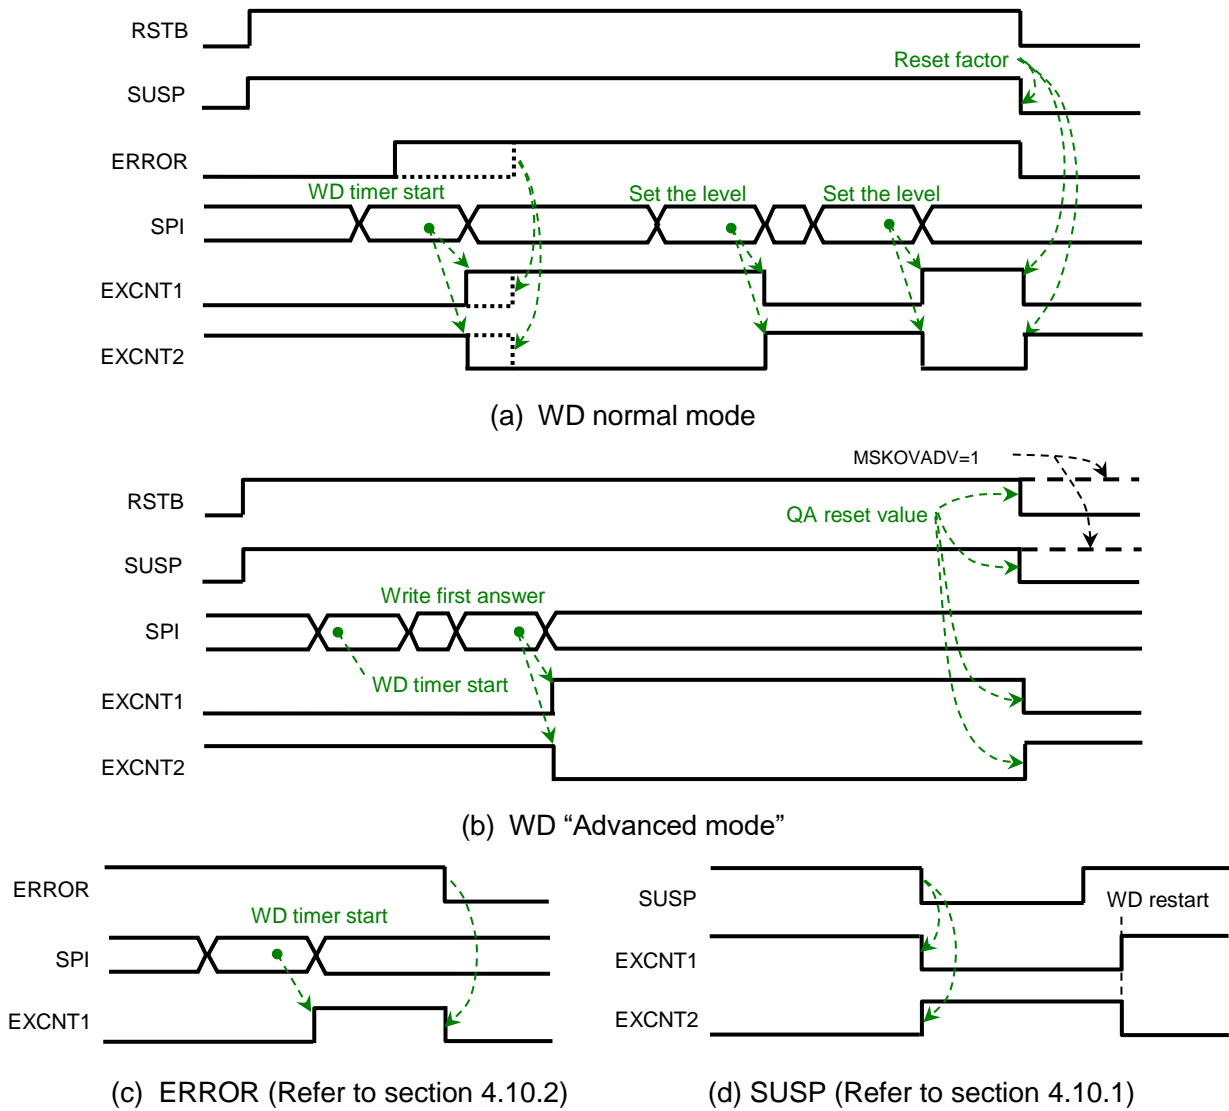 RSTB
Reset factor
SUSP
ERROR
WD timer start
Set the level
Set the level
SPI
EXCNT1
EXCNT2
(a) WD normal mode
MSKOVADV=1
RSTB
QA reset value
SUSP
Write first answer
SPI
WD timer start
EXCNT1
EXCNT2
(b) WD “Advanced mode”
ERROR
WD timer start
SPI
EXCNT1
(c) ERROR (Refer to section 4.10.2)
SUSP
WD restart
EXCNT1
EXCNT2
(d) SUSP (Refer to section 4.10.1)